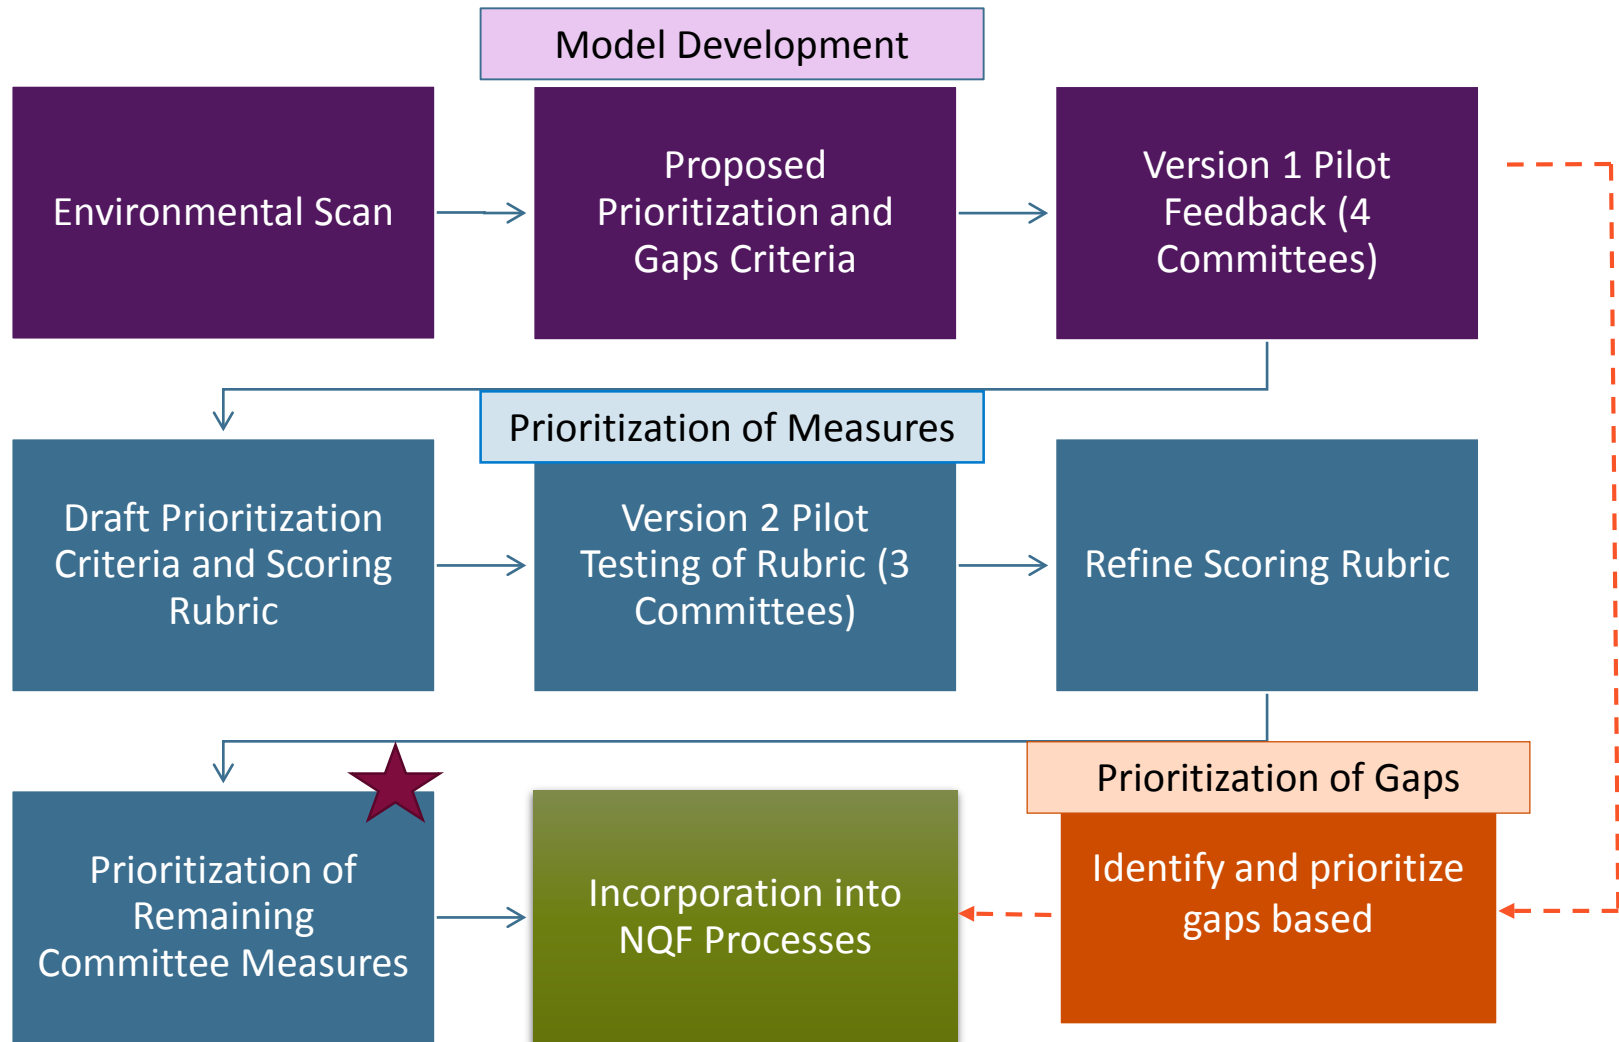 Model Development
Environmental Scan
Proposed
Prioritization and
Gaps Criteria
Version 1 Pilot
Feedback (4
Committees)
Prioritization of Measures
Draft Prioritization
Criteria and Scoring
Rubric
Version 2 Pilot
Testing of Rubric (3
Committees)
Refine Scoring Rubric
Prioritization of
Remaining
Committee Measures
Incorporation into
NQF Processes
Prioritization of Gaps
Identify and prioritize
gaps based